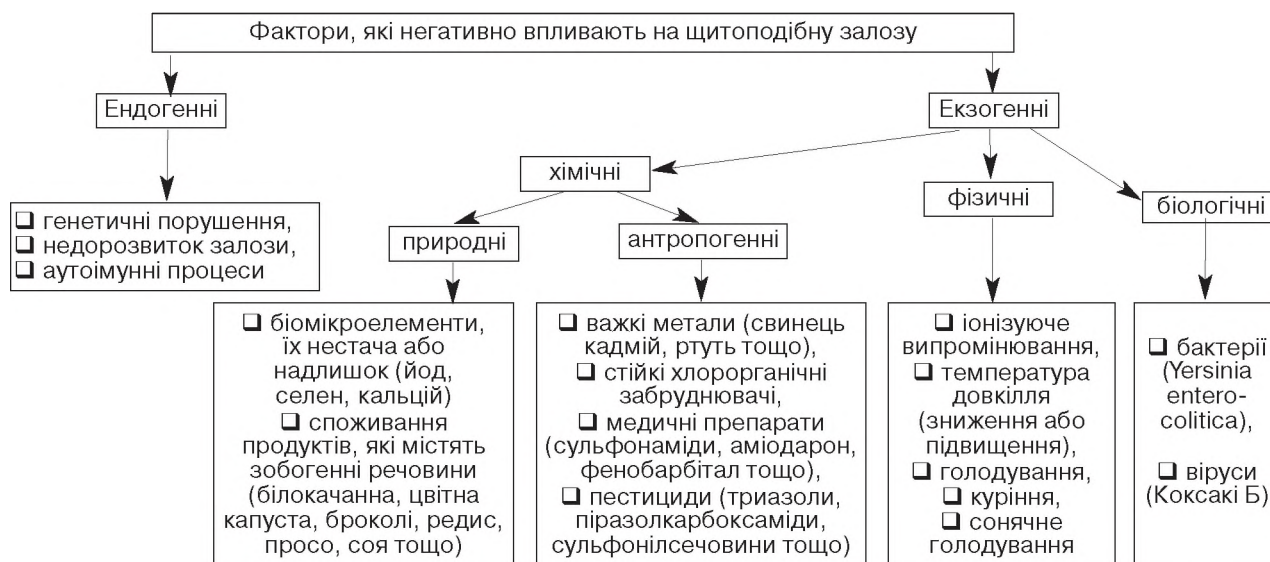 Фактори, які негативно впливають на щитоподібну залозу
Ендогенні
Екзогенні
хімічні
фізичні
біологічні
❑ генетичні порушення,
❑ недорозвиток залози,
❑ аутоімунні процеси
природні
антропогенні
❑ біомікроелементи,
їх нестача або
надлишок (йод,
селен, кальцій)
❑ споживання
продуктів, які містять
зобогенні речовини
(білокачанна, цвітна
капуста, броколі, редис,
просо, соя тощо)
❑ важкі метали (свинець
кадмій, ртуть тощо),
❑ стійкі хлорорганічні
забруднювачі,
❑ медичні препарати
(сульфонаміди, аміодарон,
фенобарбітал тощо),
❑ пестициди (триазоли,
піразолкарбоксаміди,
сульфонілсечовини тощо)
❑ іонізуюче
випромінювання,
❑ температура
довкілля
(зниження або
підвищення),
❑ голодування,
❑ куріння,
❑ сонячне
голодування
❑ бактерії
(Yersinia
entero-
colitica),
❑ віруси
(Коксакі Б)